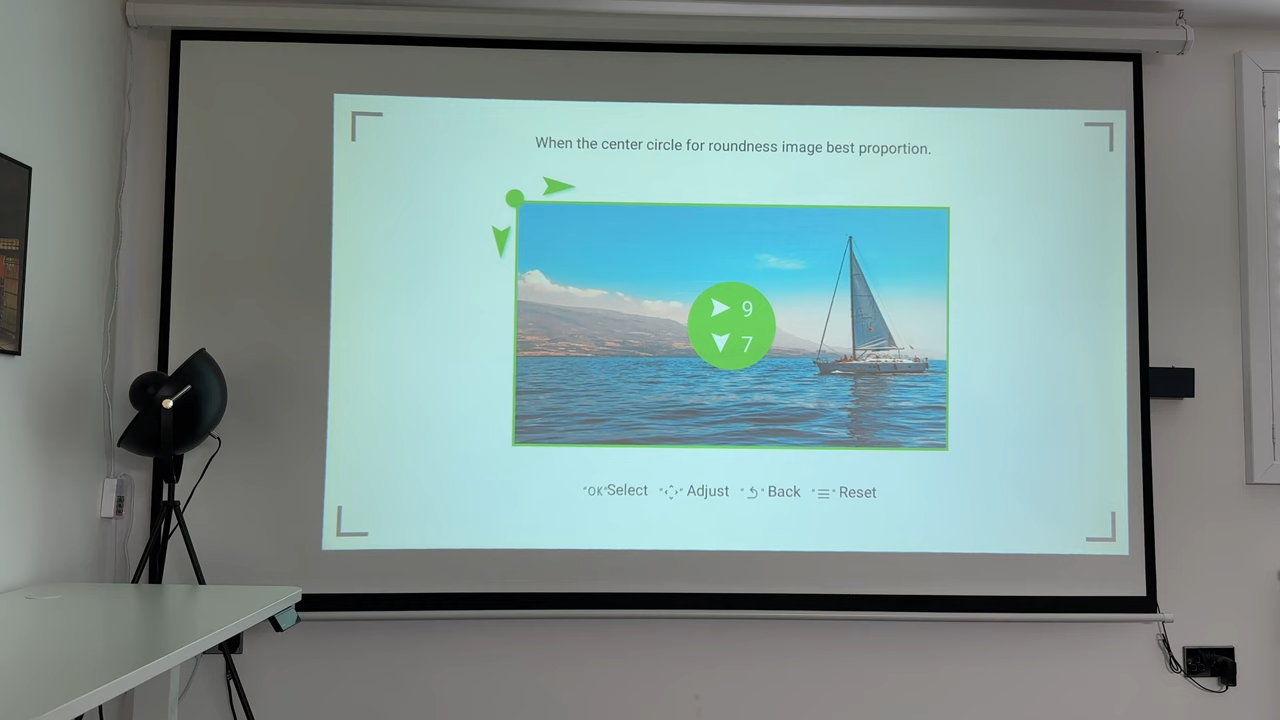 When the center circle for roundness image best proportion.
9
7
"OK"Select Adjust Back Reset